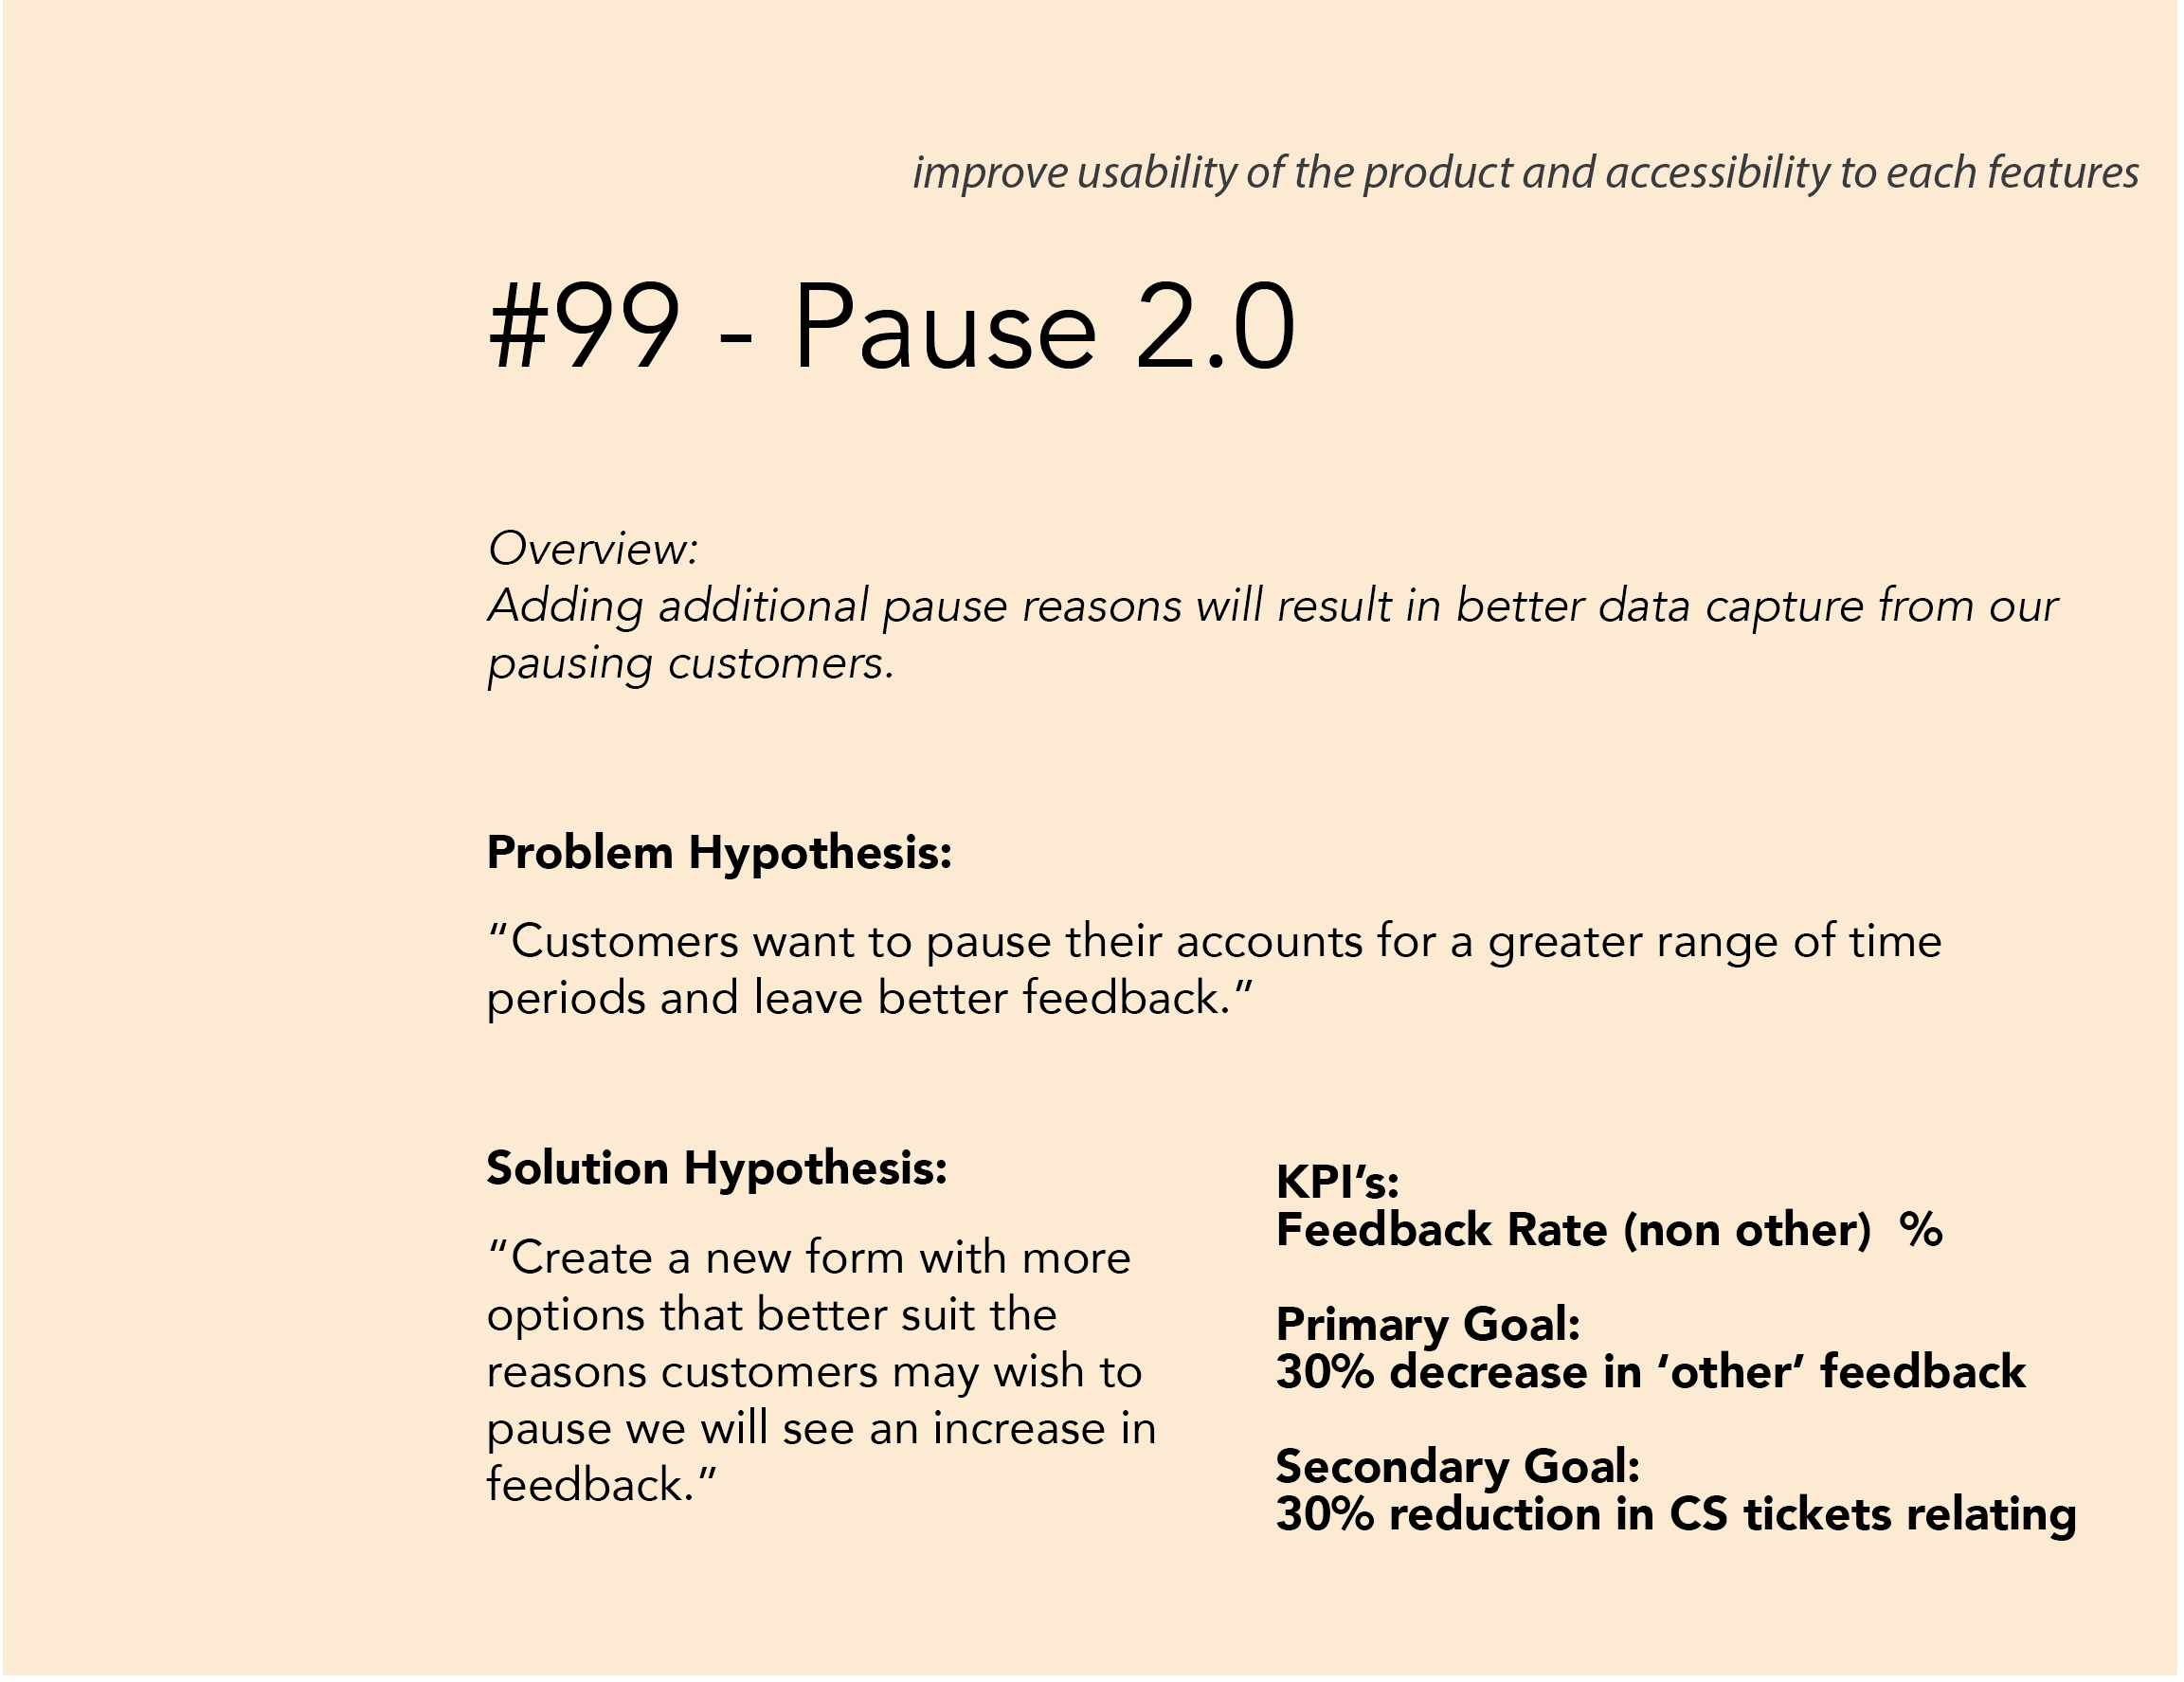 improve usability of the product and accessibility to each features
#99 - Pause 2.0
Overview:
Adding additional pause reasons will result in better data capture from our
pausing customers.
Problem Hypothesis:
“Customers want to pause their accounts for a greater range of time
periods and leave better feedback.”
Solution Hypothesis:
“Create a new form with more
options that better suit the
reasons customers may wish to
pause we will see an increase in
feedback.”
KPI’s:
Feedback Rate (non other)  %
Primary Goal:
30% decrease in ‘other’ feedback
Secondary Goal:
30% reduction in CS tickets relating